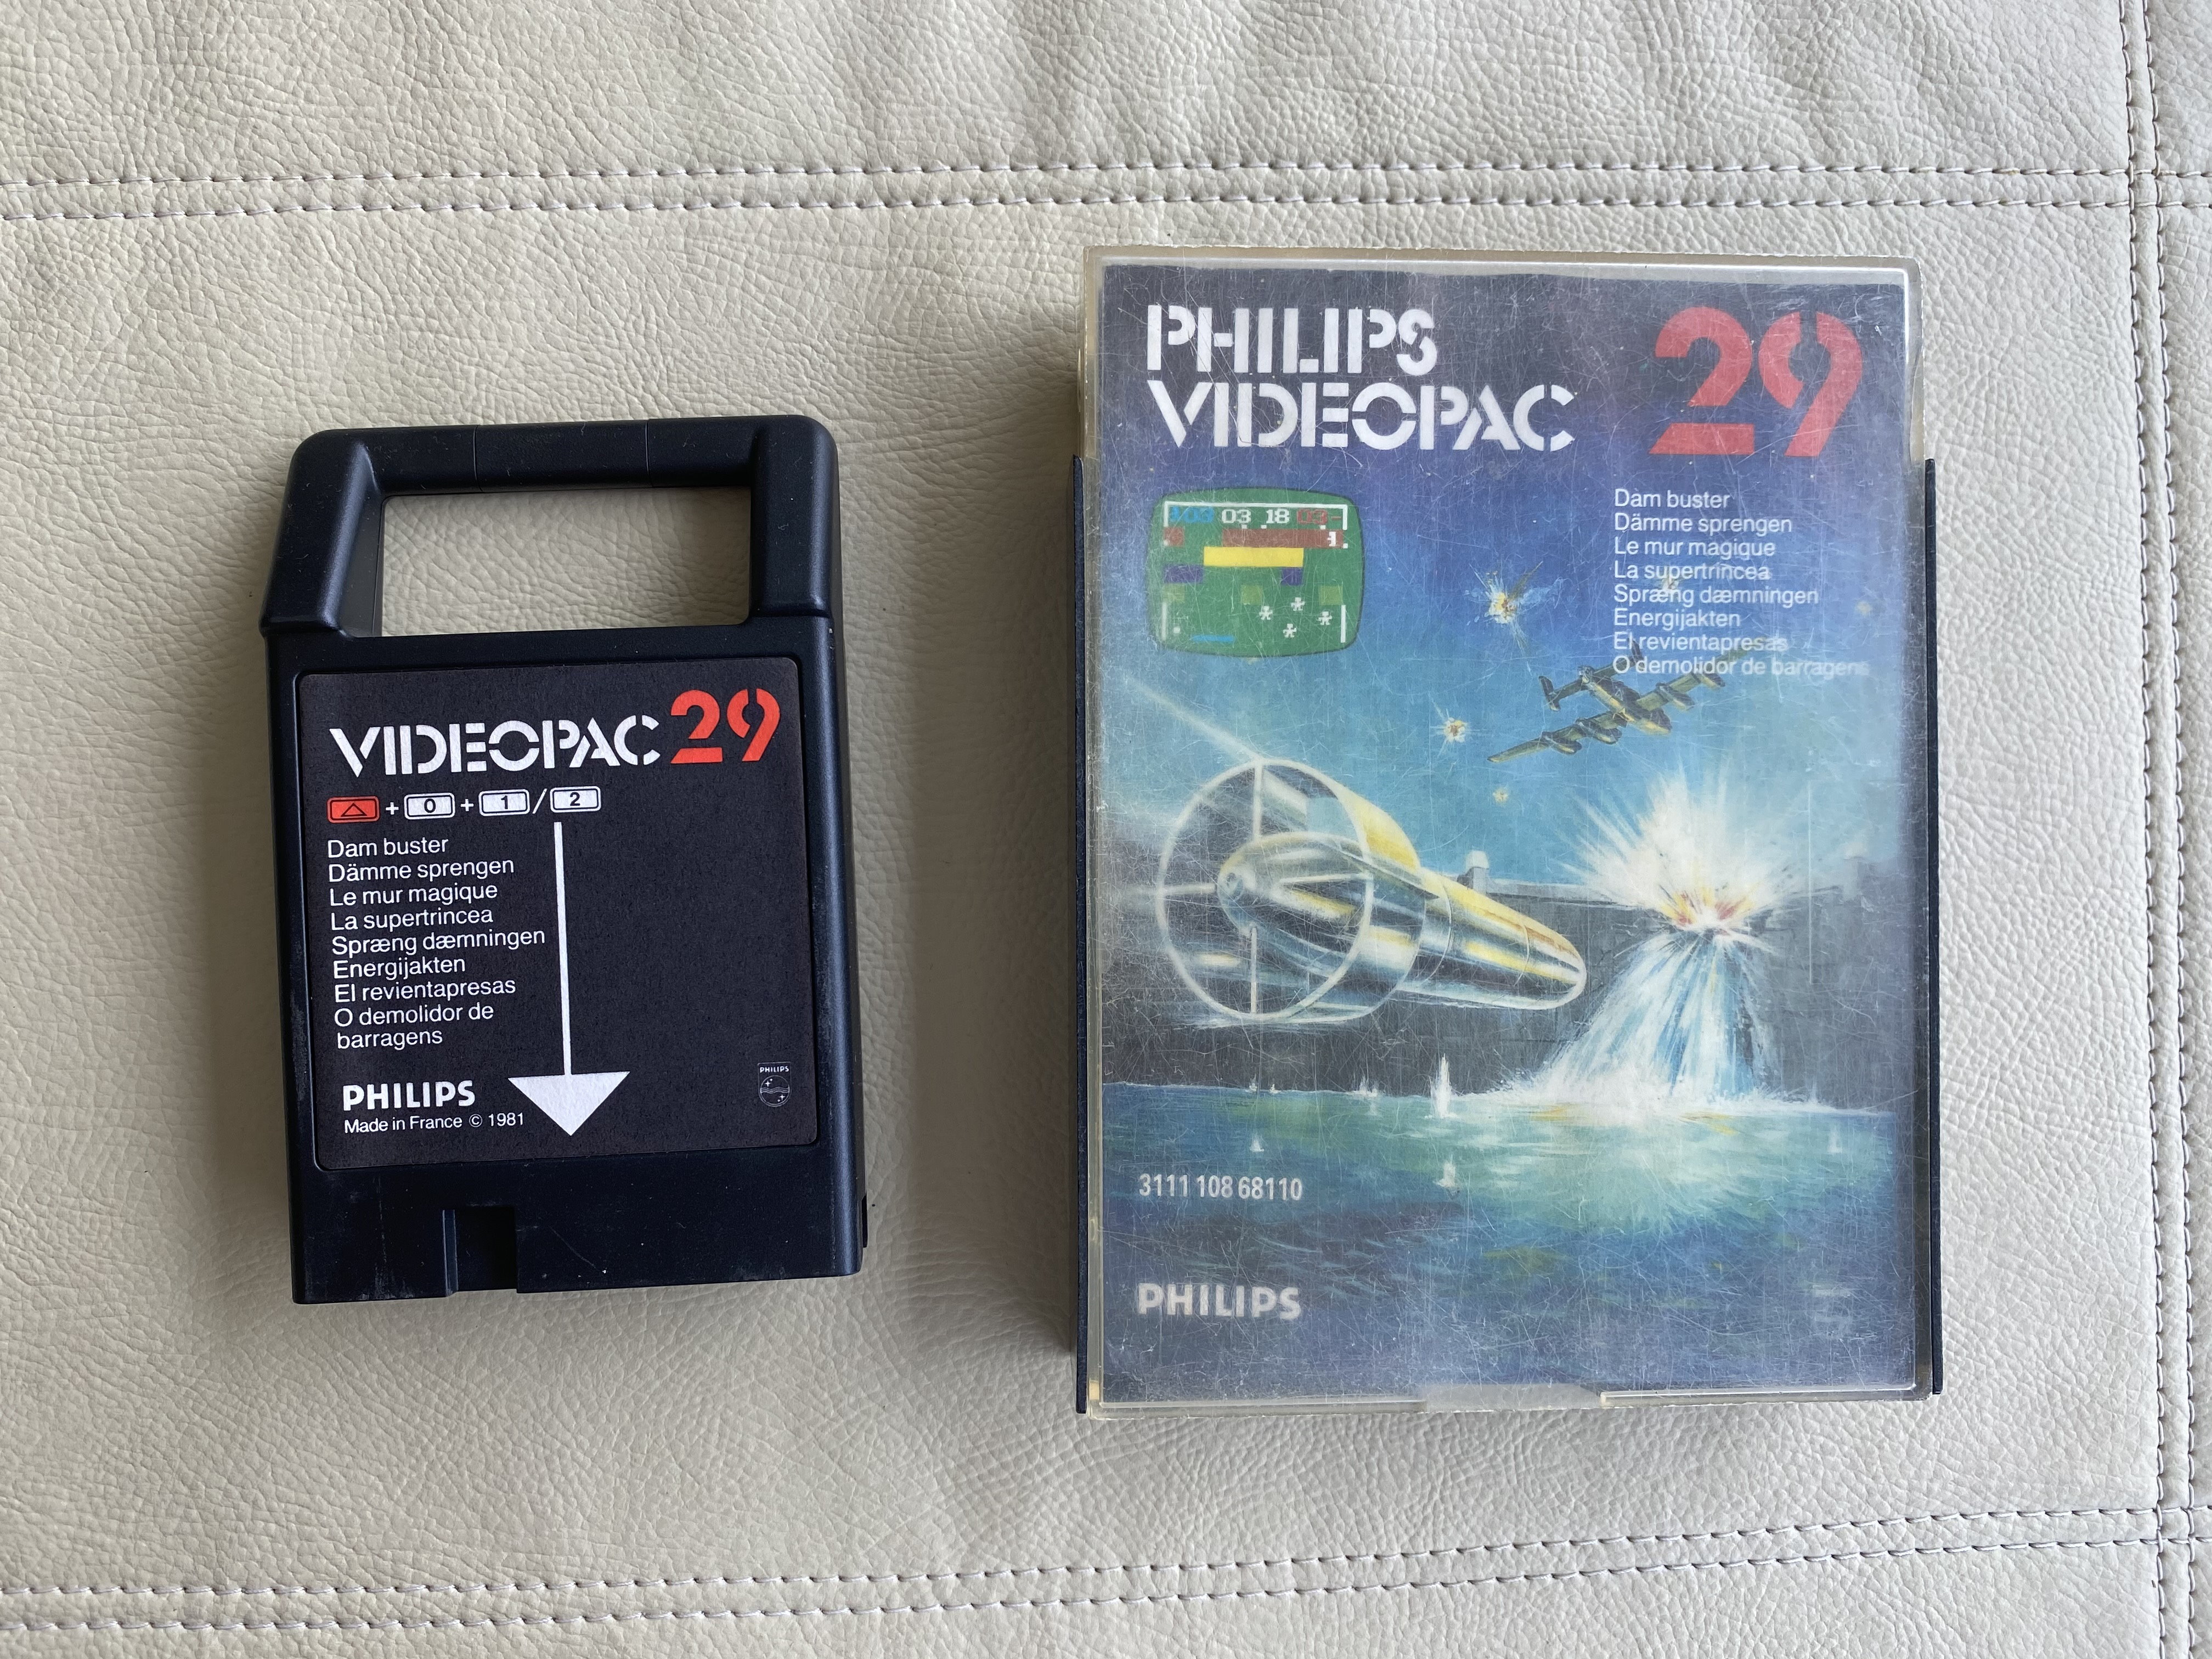 VIDEOPAC 29
+ 0 + 1 / 2
Dam buster
Dämme sprengen
Le mur magique
La supertrincea
Spræng dæmningen
Energijakten
El revientapresas
O demolidor de
barragens
PHILIPS
Made in France © 1981
PHILIPS
PHILIPS
VIDEOPAC
29
03 18
Dam buster
Dämme sprengen
Le mur magique
La supertrincea
Spræng dæmningen
Energijakten
El revientapresas
O demolidor de barragens
3111 108 68110
PHILIPS